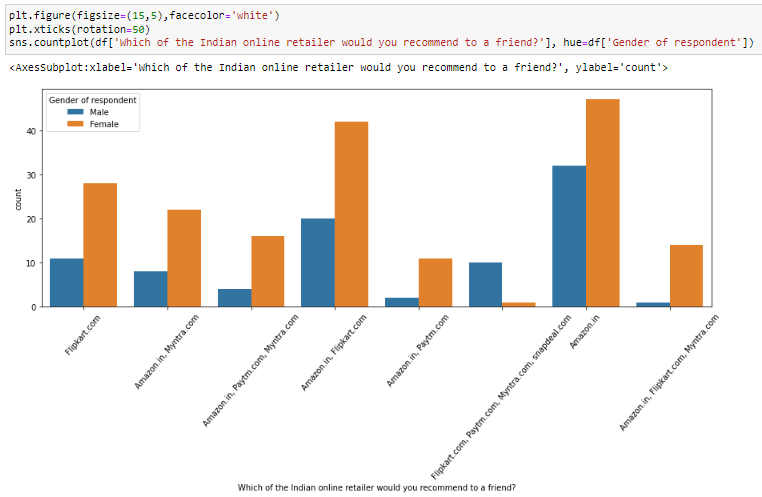 plt.figure(figsize=(15,5),facecolor='white')
plt.xticks(rotation=50)
sns.countplot(df['Which of the Indian online retailer would you recommend to a friend?'], hue=df['Gender of respondent'])
<AxesSubplot:xlabel='Which of the Indian online retailer would you recommend to a friend?', ylabel='count'>
Gender of respondent
Male
Female
40
30
20
10
0
count
Flipkart.com
Amazon.in, Myntra.com
Amazon.in, Paytm.com, Myntra.com
Amazon.in, Flipkart.com
Amazon.in, Paytm.com
Flipkart.com, Paytm.com, Myntra.com, snapdeal.com
Amazon.in
Amazon.in, Flipkart.com, Myntra.com
Which of the Indian online retailer would you recommend to a friend?